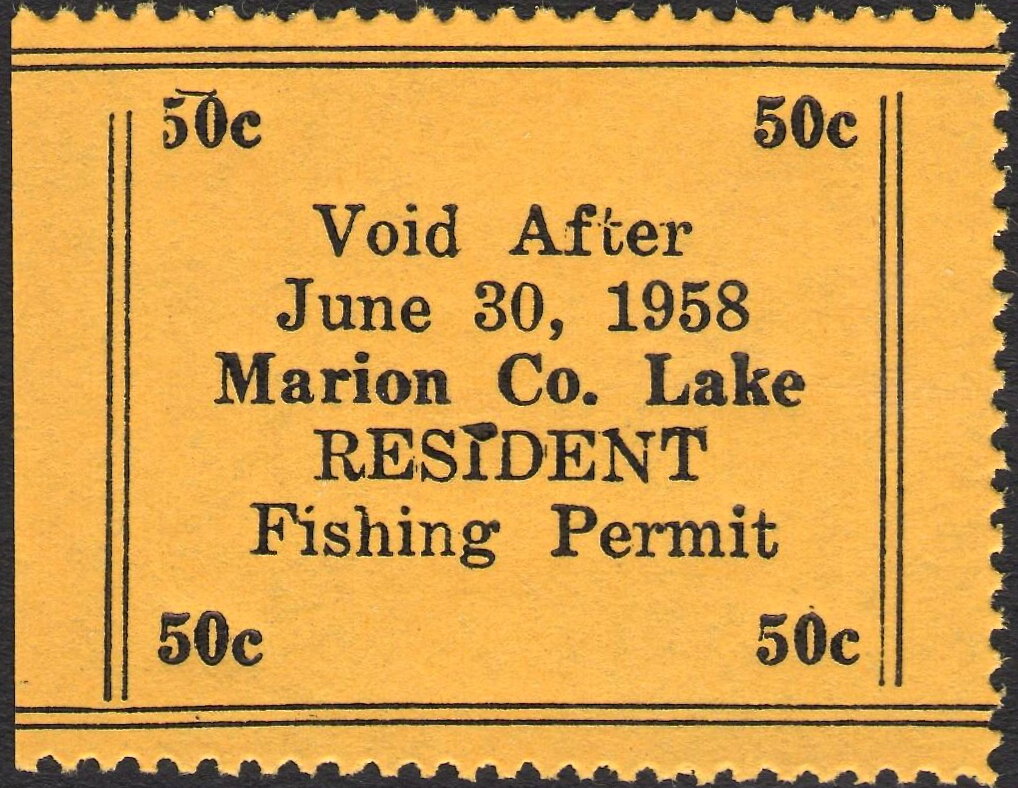 50c 50c
Void After
June 30, 1958
Marion Co. Lake
RESIDENT
Fishing Permit
50c 50c